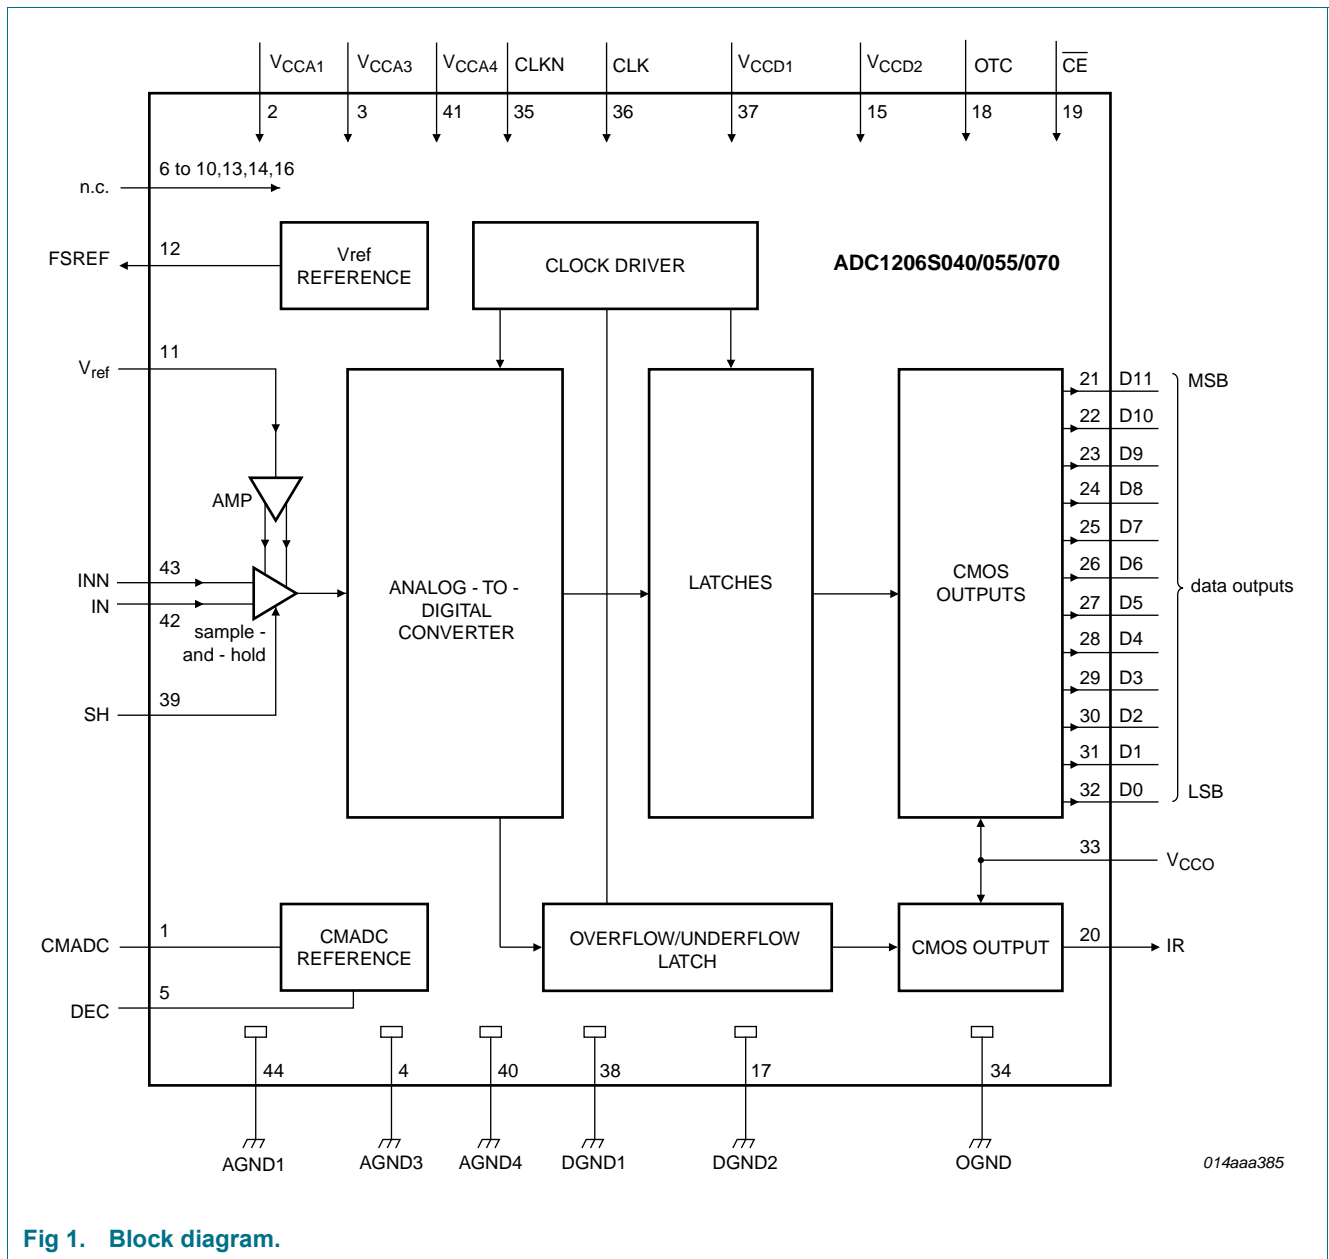 VCCA1 VCCA3 VCCA4 CLKN CLK VCCD1 VCCD2 OTC CE
2 3 41 35 36 37 15 18 19
6 to 10,13,14,16
n.c.
12
FSREF
Vref
REFERENCE
CLOCK DRIVER
ADC1206S040/055/070
11
Vref
21 D11 MSB
22 D10
23 D9
24 D8
25 D7
26 D6
27 D5
28 D4
29 D3
30 D2
31 D1
32 D0 LSB
data outputs
AMP
43
INN
IN
42
sample -
and - hold
ANALOG - TO -
DIGITAL
CONVERTER
LATCHES
CMOS
OUTPUTS
39
SH
33
VCCO
1
CMADC
CMADC
REFERENCE
OVERFLOW/UNDERFLOW
LATCH
CMOS OUTPUT
20
IR
5
DEC
44 4 40 38 17 34
AGND1 AGND3 AGND4 DGND1 DGND2 OGND
014aaa385
Fig 1. Block diagram.